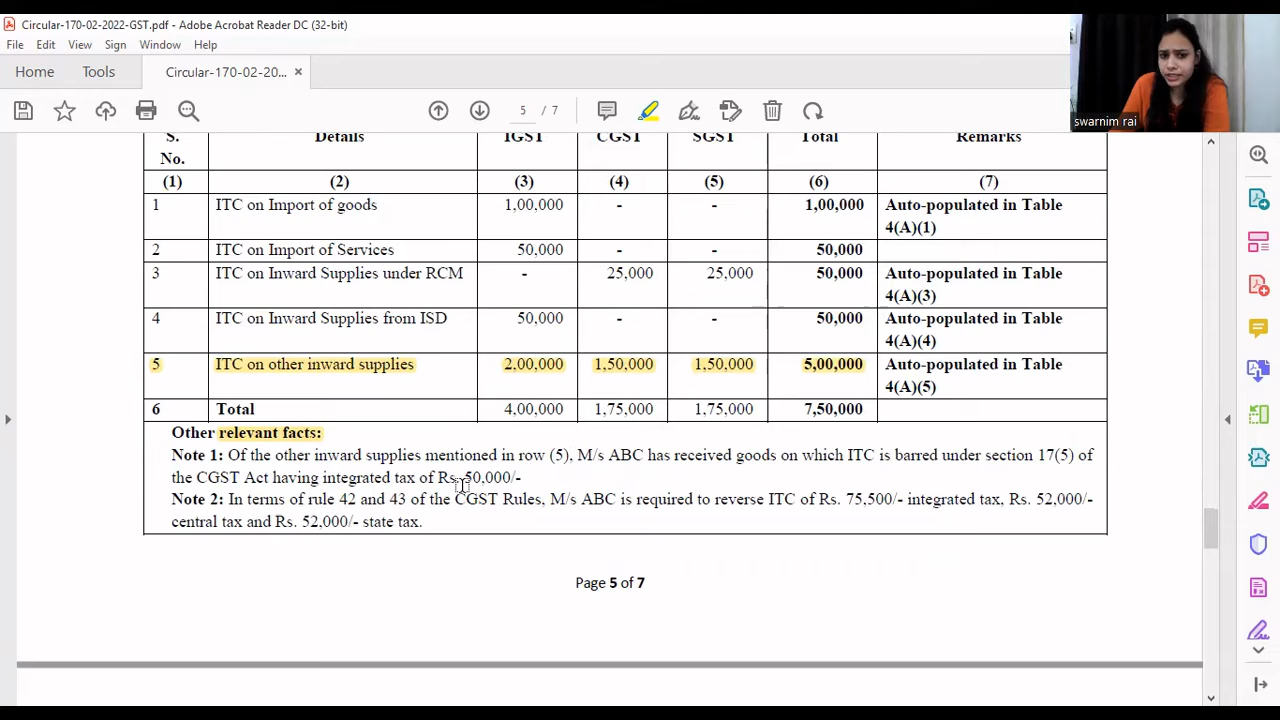 Circular-170-02-2022-GST.pdf - Adobe Acrobat Reader DC (32-bit)
File Edit View Sign Window Help
Home Tools Circular-170-02-20... ×
5 / 7
swarnim rai
S. No. Details IGST CGST SGST Total Remarks
(1) (2) (3) (4) (5) (6) (7)
1 ITC on Import of goods 1,00,000 - - 1,00,000 Auto-populated in Table
4(A)(1)
2 ITC on Import of Services 50,000 - - 50,000
3 ITC on Inward Supplies under RCM - 25,000 25,000 50,000 Auto-populated in Table
4(A)(3)
4 ITC on Inward Supplies from ISD 50,000 - - 50,000 Auto-populated in Table
4(A)(4)
5 ITC on other inward supplies 2,00,000 1,50,000 1,50,000 5,00,000 Auto-populated in Table
4(A)(5)
6 Total 4,00,000 1,75,000 1,75,000 7,50,000
Other relevant facts:
Note 1: Of the other inward supplies mentioned in row (5), M/s ABC has received goods on which ITC is barred under section 17(5) of
the CGST Act having integrated tax of Rs. 50,000/-
Note 2: In terms of rule 42 and 43 of the CGST Rules, M/s ABC is required to reverse ITC of Rs. 75,500/- integrated tax, Rs. 52,000/-
central tax and Rs. 52,000/- state tax.
Page 5 of 7